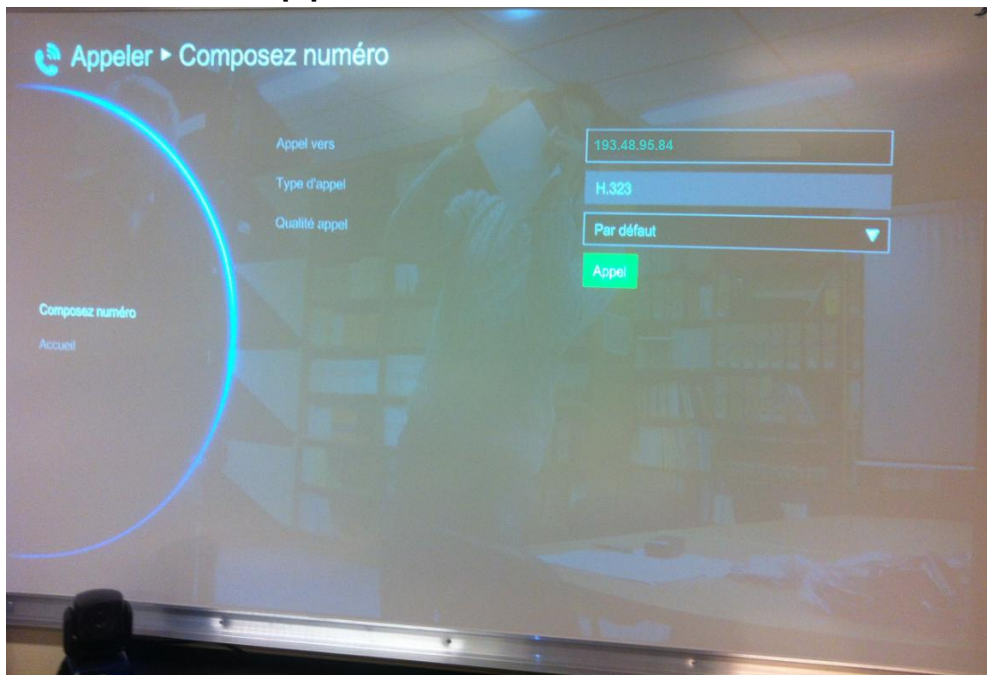 Appeler ▸ Composez numéro
Appel vers 193.48.95.84
Type d'appel H.323
Qualité appel Par défaut
Appel
Composez numéro
Accueil